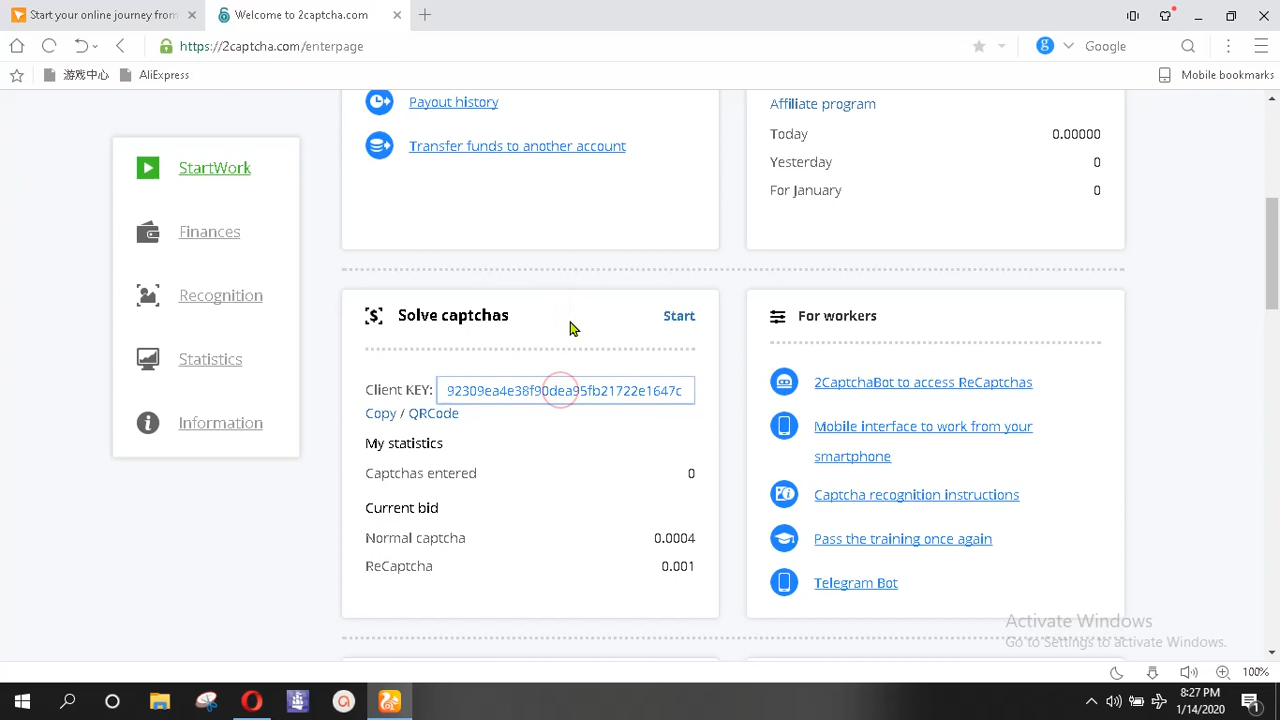 Start your online journey from
Welcome to 2captcha.com
https://2captcha.com/enterpage
Google
游戏中心
AliExpress
Mobile bookmarks
StartWork
Finances
Recognition
Statistics
Information
Payout history
Transfer funds to another account
Affiliate program
Today 0.00000
Yesterday 0
For January 0
Solve captchas Start
Client KEY: 92309ea4e38f90dea95fb21722e1647c
Copy / QRCode
My statistics
Captchas entered 0
Current bid
Normal captcha 0.0004
ReCaptcha 0.001
For workers
2CaptchaBot to access ReCaptchas
Mobile interface to work from your
smartphone
Captcha recognition instructions
Pass the training once again
Telegram Bot
Activate Windows
Go to Settings to activate Windows.
100%
8:27 PM
1/14/2020